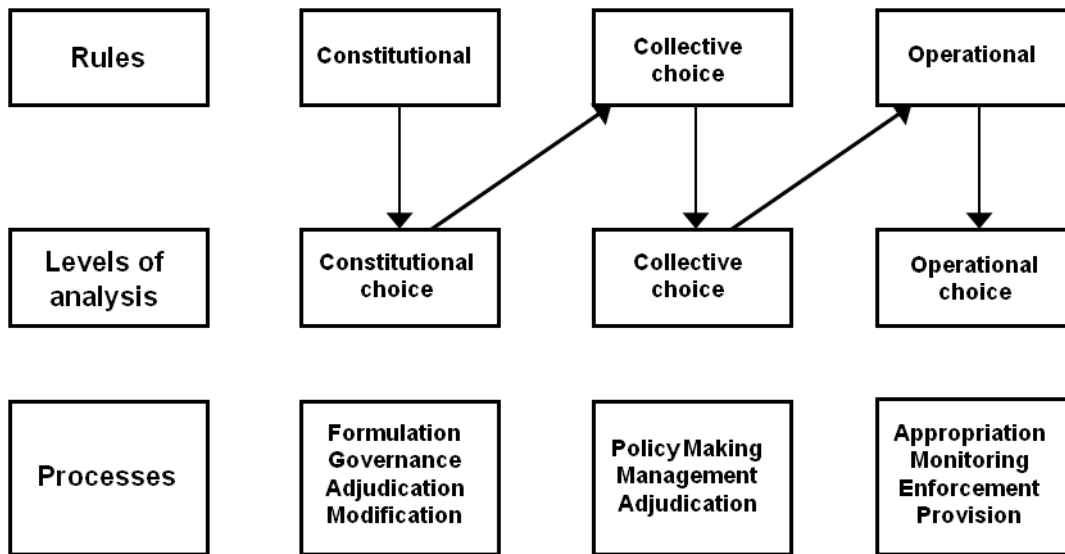 Rules
Constitutional
Collective
choice
Operational
Levels of
analysis
Constitutional
choice
Collective
choice
Operational
choice
Processes
Formulation
Governance
Adjudication
Modification
Policy Making
Management
Adjudication
Appropriation
Monitoring
Enforcement
Provision